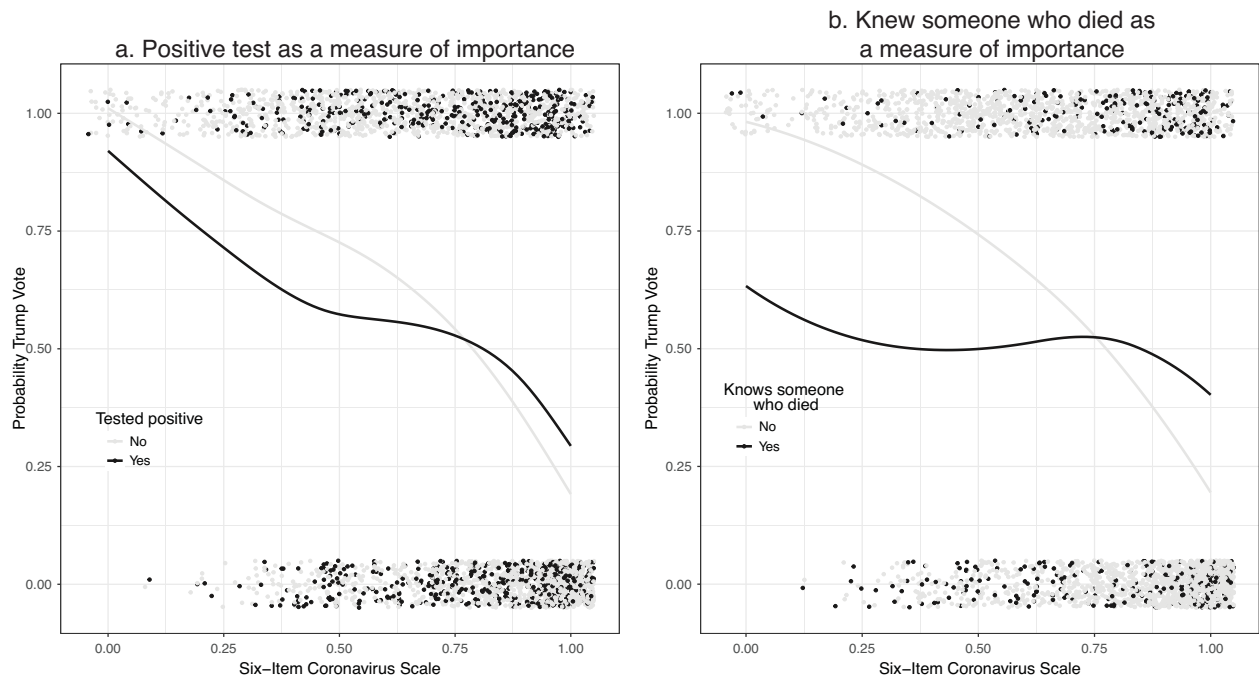 a. Positive test as a measure of importance
1.00
0.75
0.50
0.25
0.00
Probability Trump Vote
Tested positive
No
Yes
0.00 0.25 0.50 0.75 1.00
Six−Item Coronavirus Scale
b. Knew someone who died as
a measure of importance
1.00
0.75
0.50
0.25
0.00
Probability Trump Vote
Knows someone
who died
No
Yes
0.00 0.25 0.50 0.75 1.00
Six−Item Coronavirus Scale